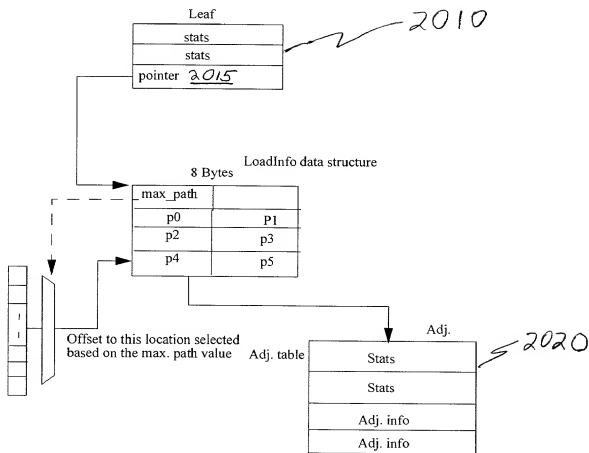 Leaf
2010
stats
stats
pointer 2015
LoadInfo data structure
8 Bytes
max_path
p0 P1
p2 p3
p4 p5
Offset to this location selected
based on the max. path value
Adj.
Adj. table
2020
Stats
Stats
Adj. info
Adj. info